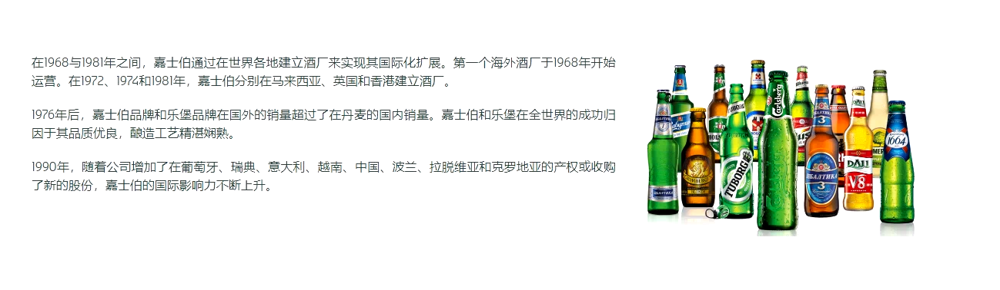 在1968与1981年之间，嘉士伯通过在世界各地建立酒厂来实现其国际化扩展。第一个海外酒厂于1968年开始
运营。在1972、1974和1981年，嘉士伯分别在马来西亚、英国和香港建立酒厂。
1976年后，嘉士伯品牌和乐堡品牌在国外的销量超过了在丹麦的国内销量。嘉士伯和乐堡在全世界的成功归
因于其品质优良，酿造工艺精湛娴熟。
1990年，随着公司增加了在葡萄牙、瑞典、意大利、越南、中国、波兰、拉脱维亚和克罗地亚的产权或收购
了新的股份，嘉士伯的国际影响力不断上升。
Carlsberg
TUBORG
БАЛТИКА
7
БАЛТИКА
3
БАЛТИКА
3
DALI
DALI
V8
1664